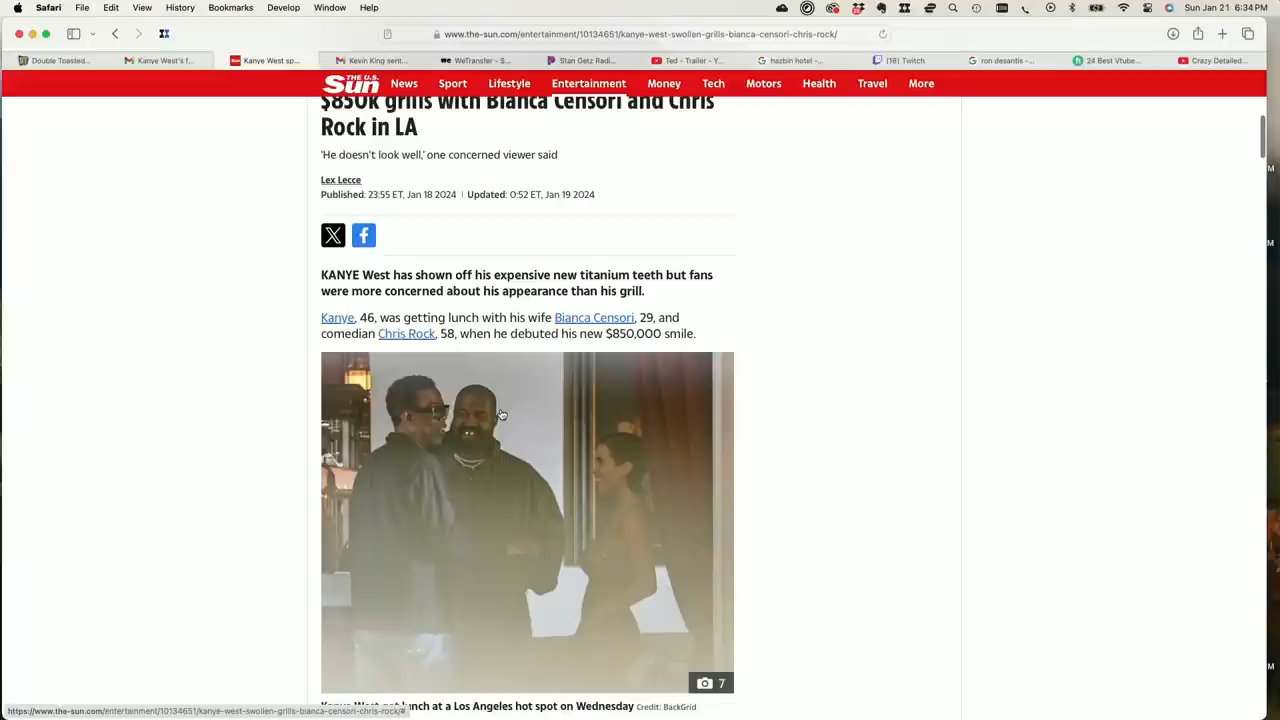 Safari File Edit View History Bookmarks Develop Window Help Sun Jan 21 6:34 PM
www.the-sun.com/entertainment/10134651/kanye-west-swollen-grills-bianca-censori-chris-rock/
Double Toasted... Kanye West's f... Kanye West sp... Kevin King sent... WeTransfer - S... Stan Getz Radi... Ted - Trailer - Y... hazbin hotel -... (18) Twitch ron desantis -... 24 Best Vtube... Crazy Detailed...
THE U.S. Sun News Sport Lifestyle Entertainment Money Tech Motors Health Travel More
$850k grills with Bianca Censori and Chris
Rock in LA
'He doesn't look well,' one concerned viewer said
Lex Lecce
Published: 23:55 ET, Jan 18 2024 | Updated: 0:52 ET, Jan 19 2024
KANYE West has shown off his expensive new titanium teeth but fans
were more concerned about his appearance than his grill.
Kanye, 46, was getting lunch with his wife Bianca Censori, 29, and
comedian Chris Rock, 58, when he debuted his new $850,000 smile.
7
lunch at a Los Angeles hot spot on Wednesday Credit: BackGrid
https://www.the-sun.com/entertainment/10134651/kanye-west-swollen-grills-bianca-censori-chris-rock/#